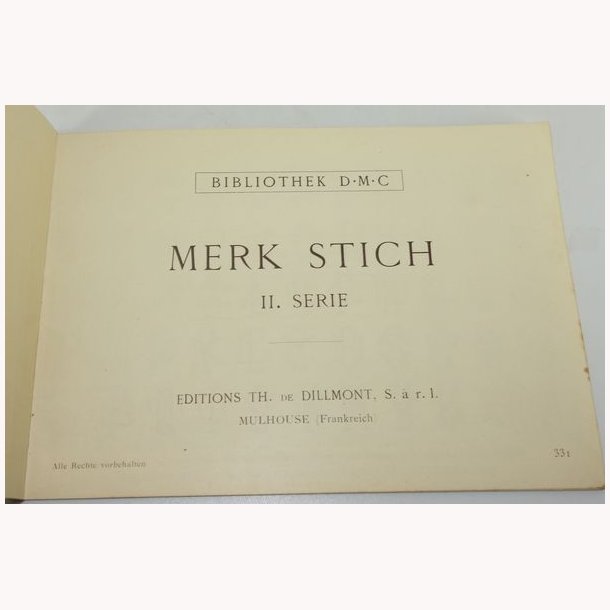 BIBLIOTHEK D·M·C
MERK STICH
II. SERIE
EDITIONS TH. DE DILLMONT, S. à r. l.
MULHOUSE (Frankreich)
Alle Rechte vorbehalten
331